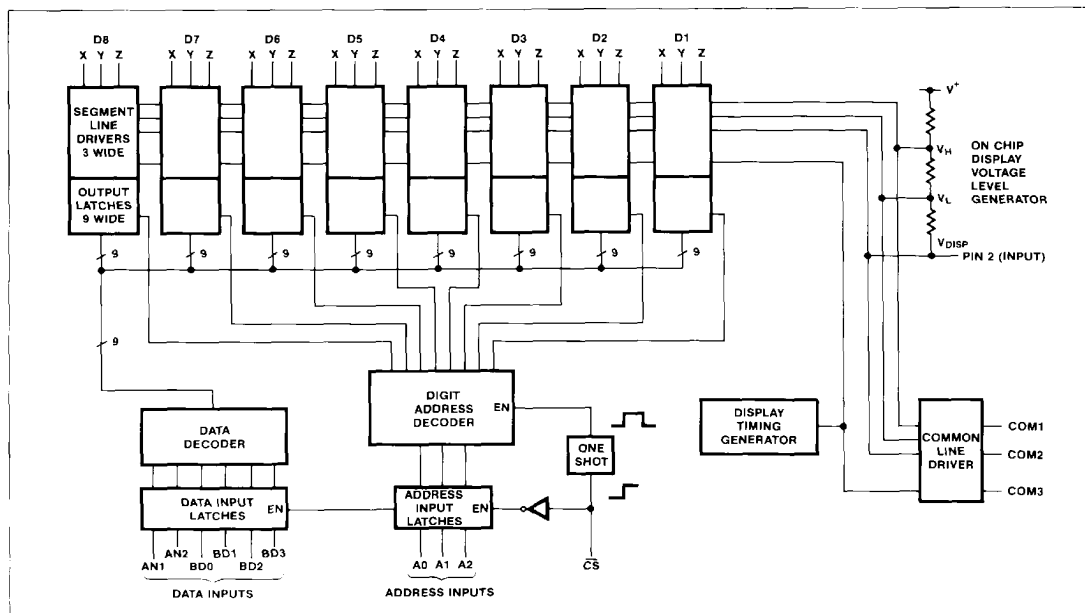 D8 D7 D6 D5 D4 D3 D2 D1
X Y Z X Y Z X Y Z X Y Z X Y Z X Y Z X Y Z X Y Z
SEGMENT
LINE
DRIVERS
3 WIDE
OUTPUT
LATCHES
9 WIDE
V+
VH
VL
VDISP
PIN 2 (INPUT)
ON CHIP
DISPLAY
VOLTAGE
LEVEL
GENERATOR
9 9 9 9 9 9 9 9
9
DIGIT
ADDRESS
DECODER
EN
DATA
DECODER
ONE
SHOT
DISPLAY
TIMING
GENERATOR
COMMON
LINE
DRIVER
COM1
COM2
COM3
DATA INPUT
LATCHES
EN
ADDRESS
INPUT
LATCHES
EN
AN1 AN2 BD0 BD1 BD2 BD3
DATA INPUTS
A0 A1 A2
ADDRESS INPUTS
C̅S̅